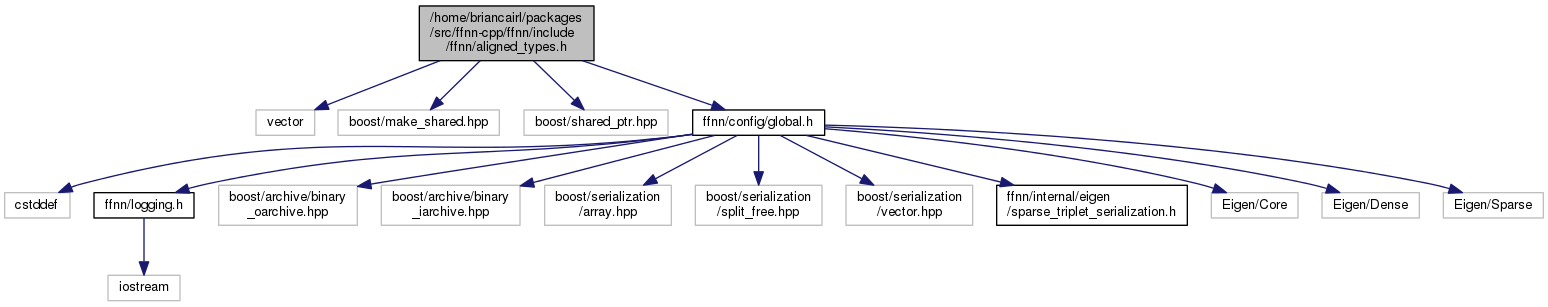 /home/briancairl/packages
/src/ffnn-cpp/ffnn/include
/ffnn/aligned_types.h
vector
boost/make_shared.hpp
boost/shared_ptr.hpp
ffnn/config/global.h
cstddef
ffnn/logging.h
boost/archive/binary
_oarchive.hpp
boost/archive/binary
_iarchive.hpp
boost/serialization
/array.hpp
boost/serialization
/split_free.hpp
boost/serialization
/vector.hpp
ffnn/internal/eigen
/sparse_triplet_serialization.h
Eigen/Core
Eigen/Dense
Eigen/Sparse
iostream